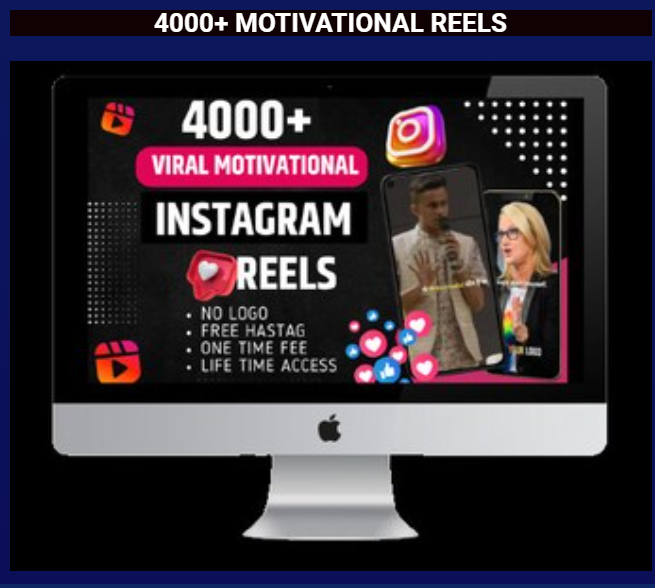 4000+ MOTIVATIONAL REELS
4000+
VIRAL MOTIVATIONAL
INSTAGRAM
REELS
• NO LOGO
• FREE HASTAG
• ONE TIME FEE
• LIFE TIME ACCESS
YOUR LOGO